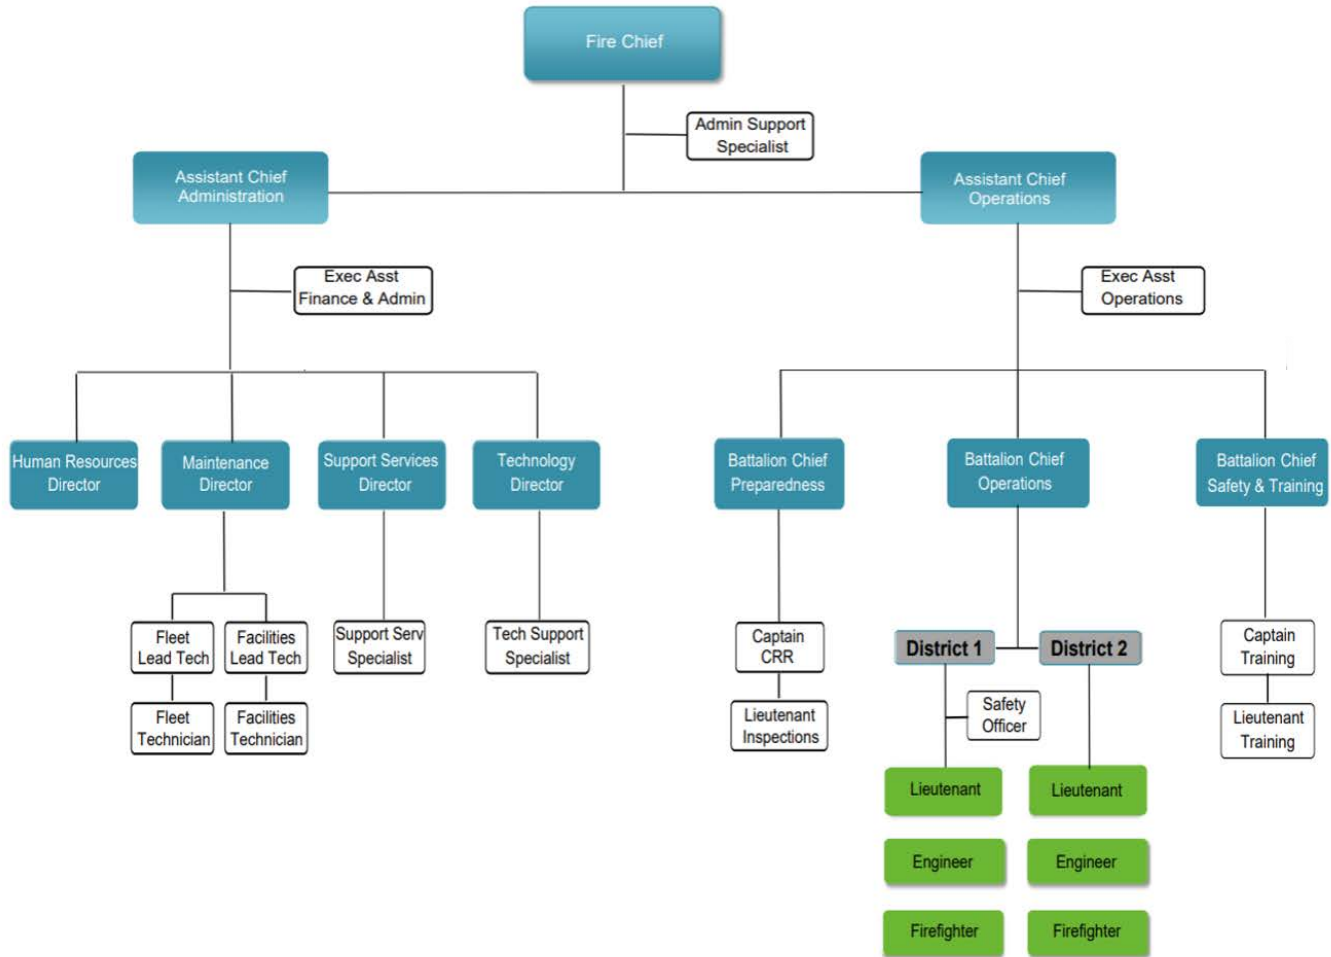 Fire Chief
Admin Support
Specialist
Assistant Chief
Administration
Assistant Chief
Operations
Exec Asst
Finance & Admin
Exec Asst
Operations
Human Resources
Director
Maintenance
Director
Support Services
Director
Technology
Director
Battalion Chief
Preparedness
Battalion Chief
Operations
Battalion Chief
Safety & Training
Fleet
Lead Tech
Facilities
Lead Tech
Support Serv
Specialist
Tech Support
Specialist
Captain
CRR
District 1
District 2
Captain
Training
Fleet
Technician
Facilities
Technician
Lieutenant
Inspections
Safety
Officer
Lieutenant
Training
Lieutenant
Lieutenant
Engineer
Engineer
Firefighter
Firefighter